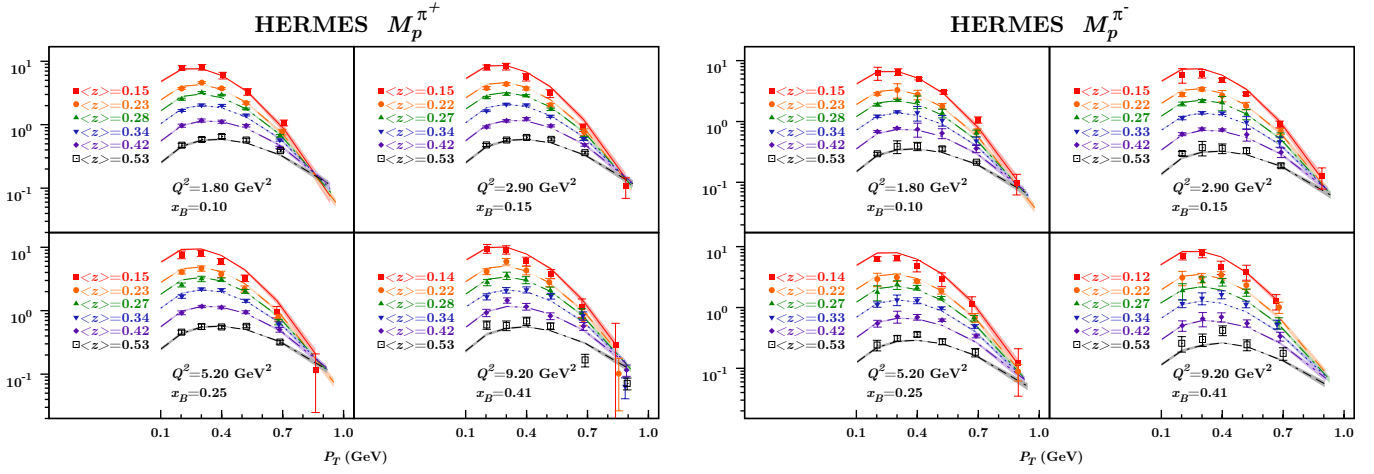 HERMES M_p^{π+}
10^1
10^0
10^-1
<z>=0.15
<z>=0.23
<z>=0.28
<z>=0.34
<z>=0.42
<z>=0.53
Q^2=1.80 GeV^2
x_B=0.10
<z>=0.15
<z>=0.22
<z>=0.27
<z>=0.34
<z>=0.42
<z>=0.53
Q^2=2.90 GeV^2
x_B=0.15
10^1
10^0
10^-1
<z>=0.15
<z>=0.23
<z>=0.27
<z>=0.34
<z>=0.42
<z>=0.53
Q^2=5.20 GeV^2
x_B=0.25
<z>=0.14
<z>=0.22
<z>=0.28
<z>=0.34
<z>=0.42
<z>=0.53
Q^2=9.20 GeV^2
x_B=0.41
0.1 0.4 0.7 1.0 0.1 0.4 0.7 1.0
P_T (GeV)
HERMES M_p^{π-}
10^1
10^0
10^-1
<z>=0.15
<z>=0.23
<z>=0.28
<z>=0.34
<z>=0.42
<z>=0.53
Q^2=1.80 GeV^2
x_B=0.10
<z>=0.15
<z>=0.22
<z>=0.27
<z>=0.33
<z>=0.42
<z>=0.53
Q^2=2.90 GeV^2
x_B=0.15
10^1
10^0
10^-1
<z>=0.14
<z>=0.22
<z>=0.27
<z>=0.33
<z>=0.42
<z>=0.53
Q^2=5.20 GeV^2
x_B=0.25
<z>=0.12
<z>=0.22
<z>=0.27
<z>=0.34
<z>=0.42
<z>=0.53
Q^2=9.20 GeV^2
x_B=0.41
0.1 0.4 0.7 1.0 0.1 0.4 0.7 1.0
P_T (GeV)